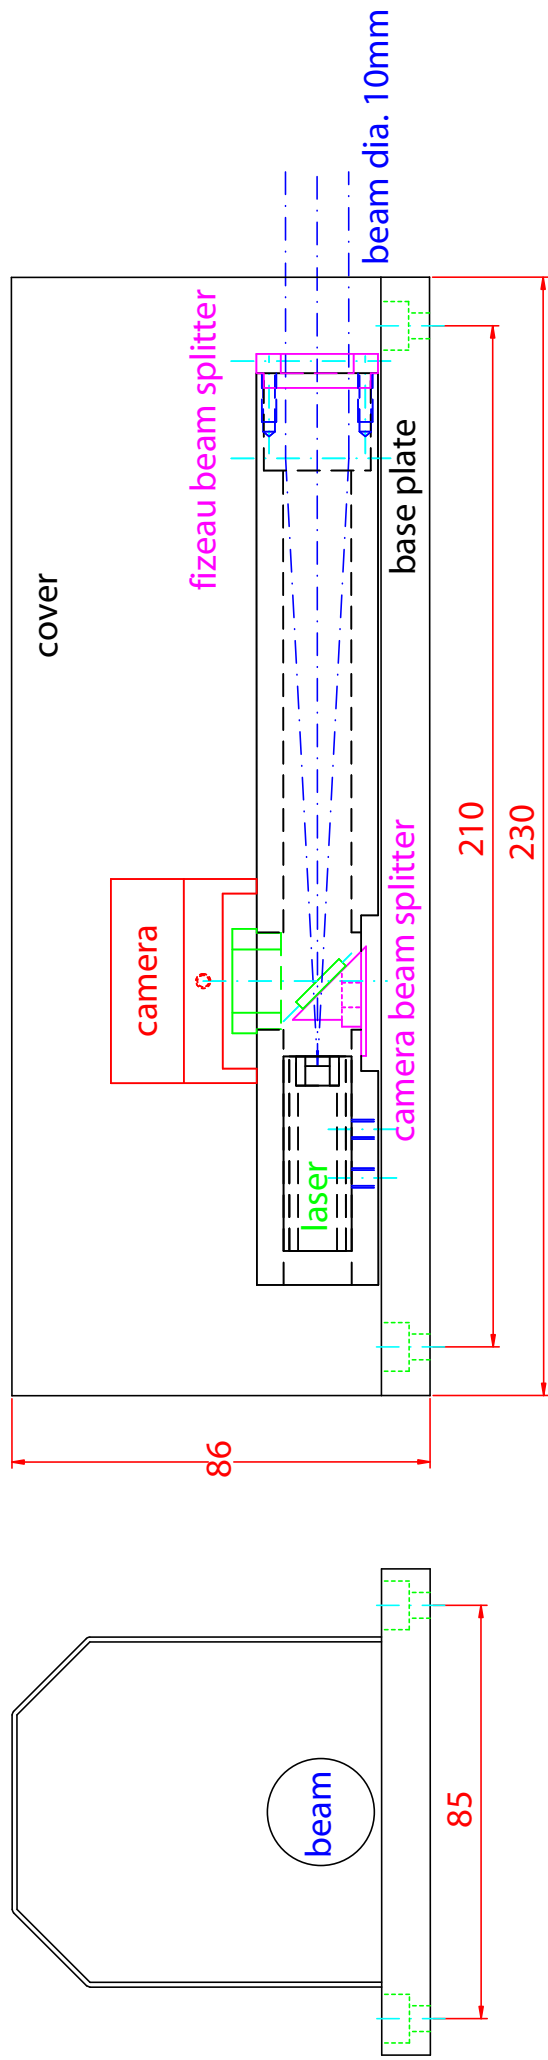 cover
camera
fizeau beam splitter
beam dia. 10mm
laser
camera beam splitter
base plate
86
210
230
beam
85